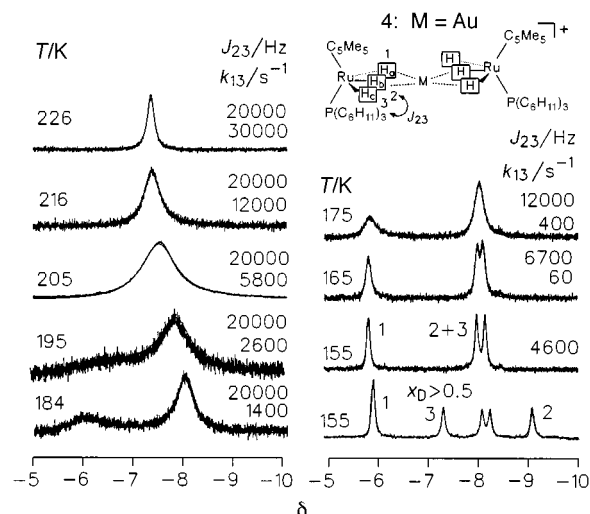 4: M = Au
T/K
J23/Hz
k13/s⁻¹
226
20000
30000
216
20000
12000
205
20000
5800
195
20000
2600
184
20000
1400
-5 -6 -7 -8 -9 -10
1
C5Me5
Ru
Ha
Hb
Hc
3 2
P(C6H11)3
J23
M
H
H
H
C5Me5
Ru
P(C6H11)3
+
J23/Hz
k13/s⁻¹
T/K
175
12000
400
165
6700
60
155
1
2+3
4600
155
1
xD>0.5
3
2
-5 -6 -7 -8 -9 -10
δ